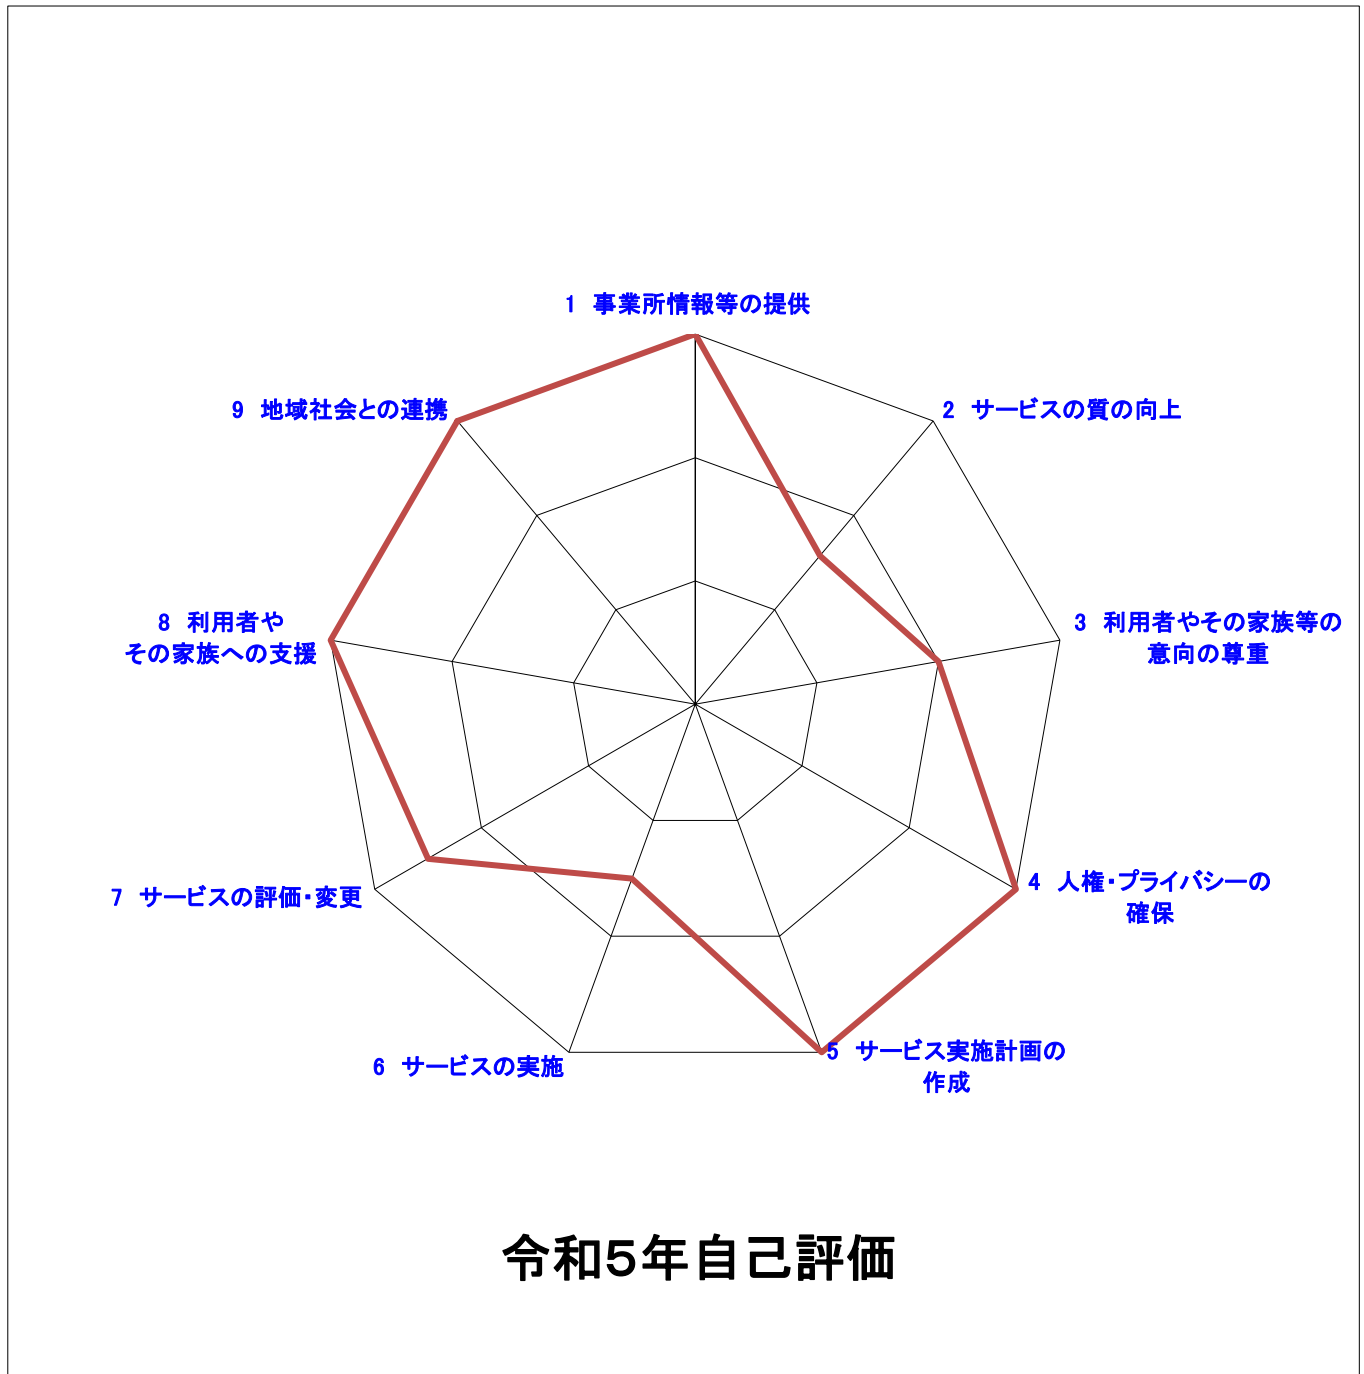 1 事業所情報等の提供
2 サービスの質の向上
3 利用者やその家族等の
意向の尊重
4 人権・プライバシーの
確保
5 サービス実施計画の
作成
6 サービスの実施
7 サービスの評価・変更
8 利用者や
その家族への支援
9 地域社会との連携
令和5年自己評価